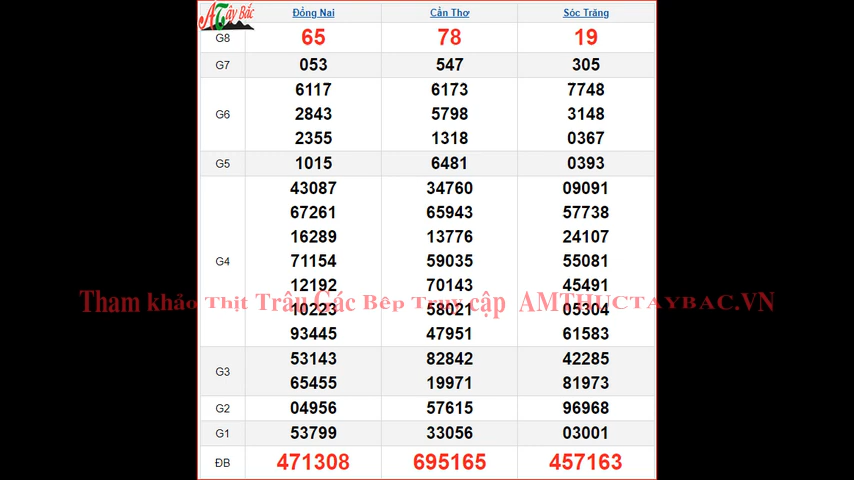 ATây Bắc
Đồng Nai Cần Thơ Sóc Trăng
G8 65 78 19
G7 053 547 305
6117 6173 7748
G6 2843 5798 3148
2355 1318 0367
G5 1015 6481 0393
43087 34760 09091
67261 65943 57738
16289 13776 24107
G4 71154 59035 55081
12192 70143 45491
Tham khảo Thịt Trâu Gác Bếp Truy cập AMTHUCTAYBAC.VN
10223 58021 05304
93445 47951 61583
53143 82842 42285
G3
65455 19971 81973
G2 04956 57615 96968
G1 53799 33056 03001
ĐB 471308 695165 457163